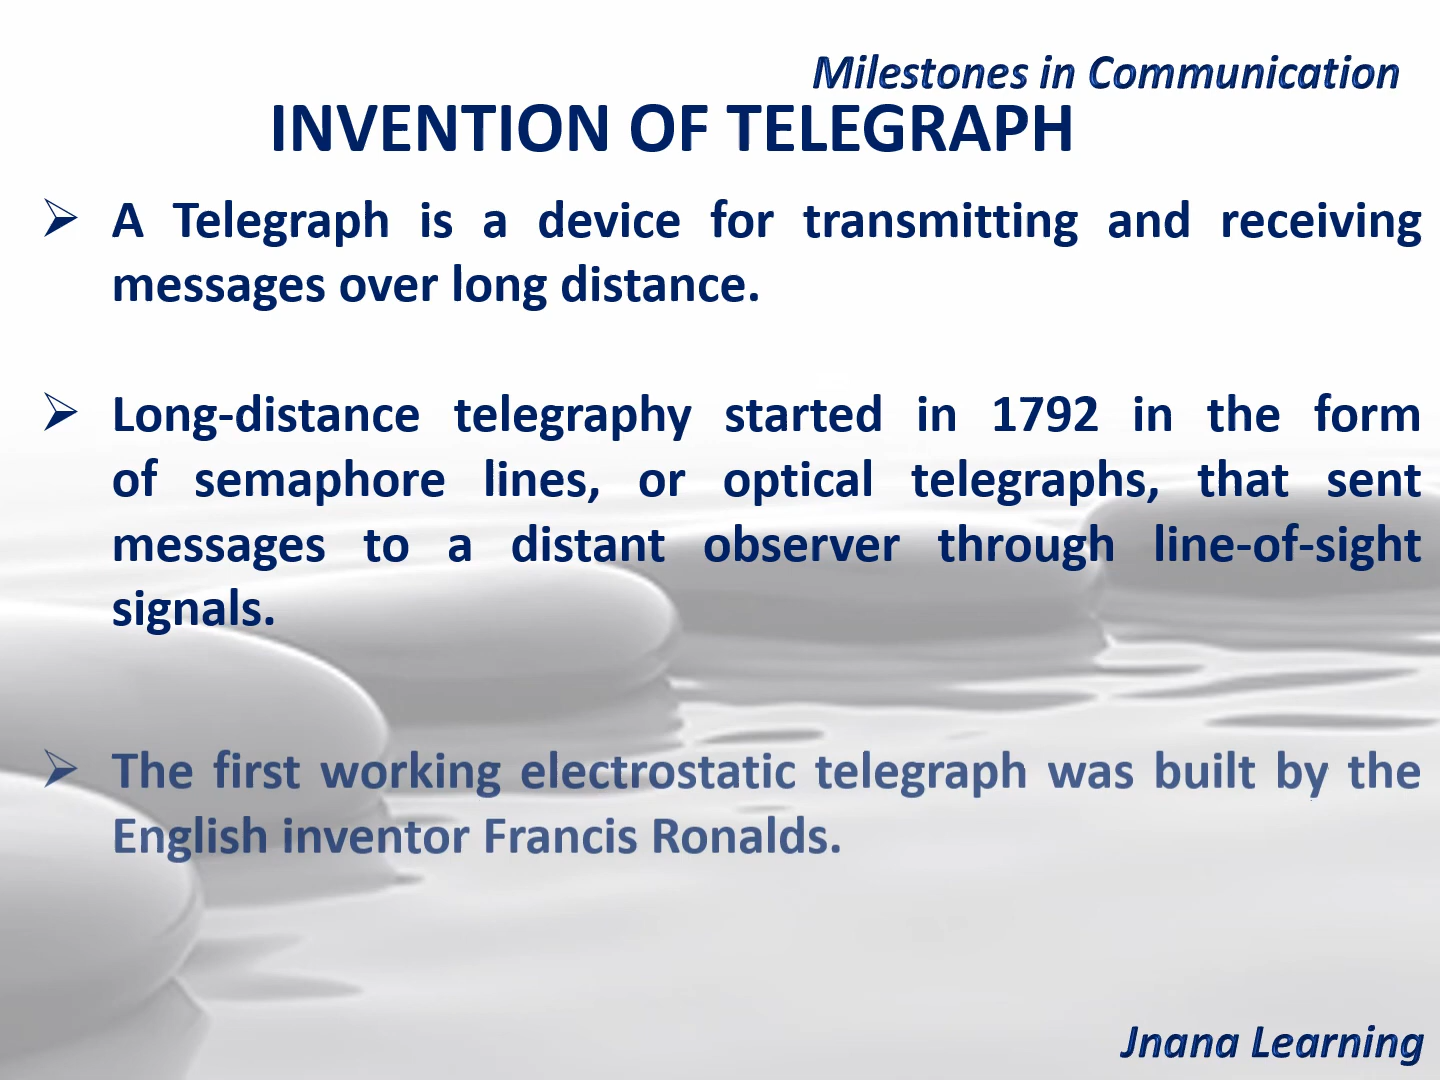 Milestones in Communication
INVENTION OF TELEGRAPH
➢ A Telegraph is a device for transmitting and receiving
messages over long distance.
➢ Long-distance telegraphy started in 1792 in the form
of semaphore lines, or optical telegraphs, that sent
messages to a distant observer through line-of-sight
signals.
➢ The first working electrostatic telegraph was built by the
English inventor Francis Ronalds.
Jnana Learning